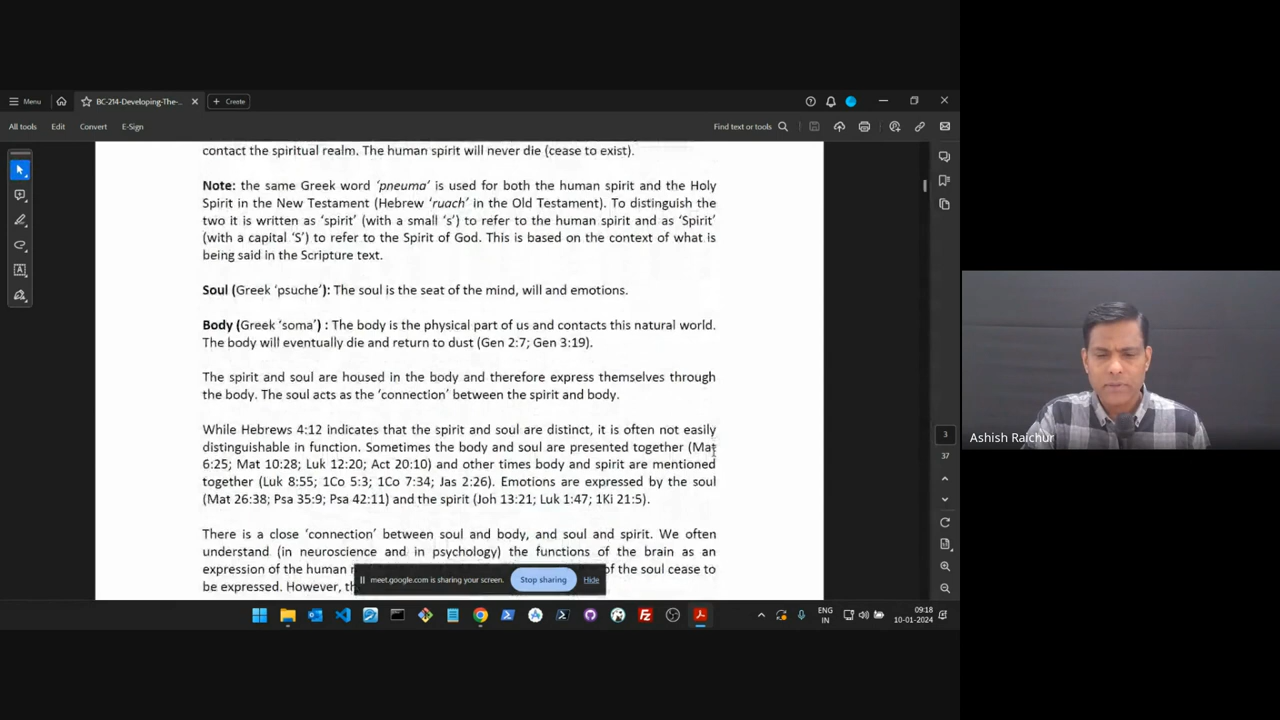 Menu
BC-214-Developing-The-...
Create
All tools
Edit
Convert
E-Sign
Find text or tools
contact the spiritual realm. The human spirit will never die (cease to exist).
Note: the same Greek word 'pneuma' is used for both the human spirit and the Holy
Spirit in the New Testament (Hebrew 'ruach' in the Old Testament). To distinguish the
two it is written as 'spirit' (with a small 's') to refer to the human spirit and as 'Spirit'
(with a capital 'S') to refer to the Spirit of God. This is based on the context of what is
being said in the Scripture text.
Soul (Greek 'psuche'): The soul is the seat of the mind, will and emotions.
Body (Greek 'soma') : The body is the physical part of us and contacts this natural world.
The body will eventually die and return to dust (Gen 2:7; Gen 3:19).
The spirit and soul are housed in the body and therefore express themselves through
the body. The soul acts as the 'connection' between the spirit and body.
While Hebrews 4:12 indicates that the spirit and soul are distinct, it is often not easily
distinguishable in function. Sometimes the body and soul are presented together (Mat
6:25; Mat 10:28; Luk 12:20; Act 20:10) and other times body and spirit are mentioned
together (Luk 8:55; 1Co 5:3; 1Co 7:34; Jas 2:26). Emotions are expressed by the soul
(Mat 26:38; Psa 35:9; Psa 42:11) and the spirit (Joh 13:21; Luk 1:47; 1Ki 21:5).
There is a close 'connection' between soul and body, and soul and spirit. We often
understand (in neuroscience and in psychology) the functions of the brain as an
expression of the human of the soul cease to
be expressed. However,
meet.google.com is sharing your screen.
Stop sharing
Hide
3
37
Ashish Raichur
ENG
IN
09:18
10-01-2024